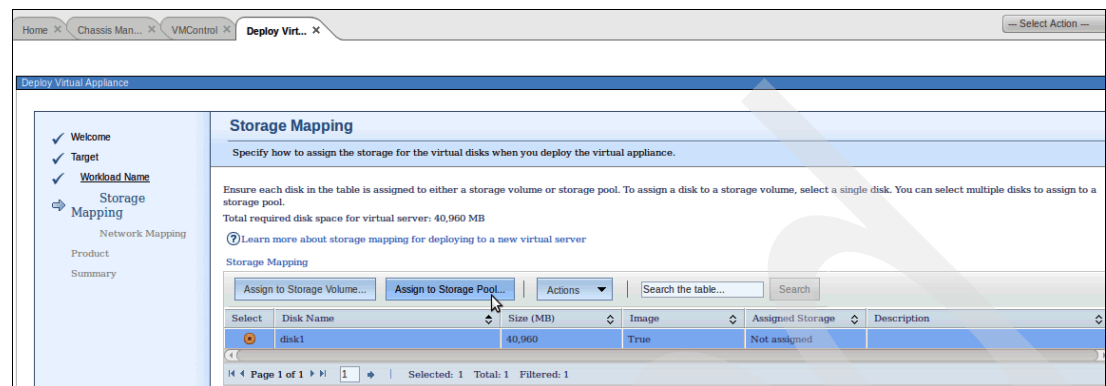 Home
Chassis Man...
VMControl
Deploy Virt...
--- Select Action ---
Deploy Virtual Appliance
Welcome
Target
Workload Name
Storage
Mapping
Network Mapping
Product
Summary
Storage Mapping
Specify how to assign the storage for the virtual disks when you deploy the virtual appliance.
Ensure each disk in the table is assigned to either a storage volume or storage pool. To assign a disk to a storage volume, select a single disk. You can select multiple disks to assign to a
storage pool.
Total required disk space for virtual server: 40,960 MB
?Learn more about storage mapping for deploying to a new virtual server
Storage Mapping
Assign to Storage Volume... Assign to Storage Pool... Actions Search the table... Search
Select Disk Name Size (MB) Image Assigned Storage Description
disk1 40,960 True Not assigned
Page 1 of 1 1 Selected: 1 Total: 1 Filtered: 1